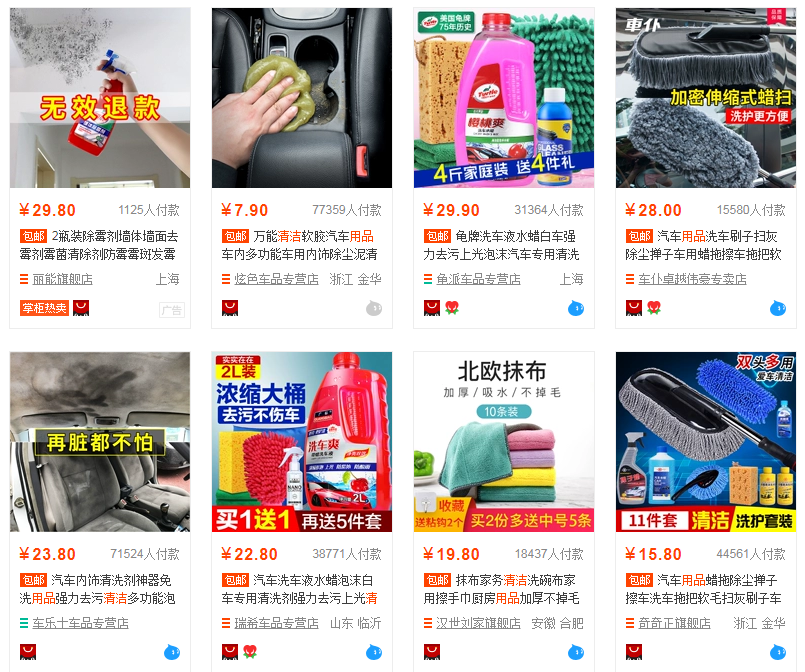 无效退款
¥29.80 1125人付款
包邮 2瓶装除霉剂墙体墙面去
霉剂霉菌清除剂防霉霉斑发霉
丽能旗舰店 上海
掌柜热卖 广告
¥7.90 77359人付款
包邮 万能清洁软胶汽车用品
车内多功能车用内饰除尘泥清
炫色车品专营店 浙江 金华
美国龟牌
75年历史
Turtle
樱桃爽
GLASS
CLEANER
4斤家庭装 送4件礼
¥29.90 31364人付款
包邮 龟牌洗车液水蜡白车强
力去污上光泡沫汽车专用清洗
龟派车品专营店 上海
車仆
加密伸缩式蜡扫
洗护更方便
¥28.00 15580人付款
包邮 汽车用品洗车刷子扫灰
除尘掸子车用蜡拖擦车拖把软
车仆卓越伟豪专卖店
再脏都不怕
¥23.80 71524人付款
包邮 汽车内饰清洗剂神器免
洗用品强力去污清洁多功能泡
车乐士车品专营店
实实在在
2L装
浓缩大桶
去污不伤车
洗车爽
NANO
2L
买1送1 再送5件套
¥22.80 38771人付款
包邮 汽车洗车液水蜡泡沫白
车专用清洗剂强力去污上光清
瑞希车品专营店 山东 临沂
北欧抹布
加厚/吸水/不掉毛
10条装
收藏
送粘钩2个 买2份多送中号5条
¥19.80 18437人付款
包邮 抹布家务清洁洗碗布家
用擦手巾厨房用品加厚不掉毛
汉世刘家旗舰店 安徽 合肥
双头多用
爱车清洁
11件套 清洁 洗护套装
¥15.80 44561人付款
包邮 汽车用品蜡拖除尘掸子
擦车洗车拖把软毛扫灰刷子车
奇奇正旗舰店 浙江 金华